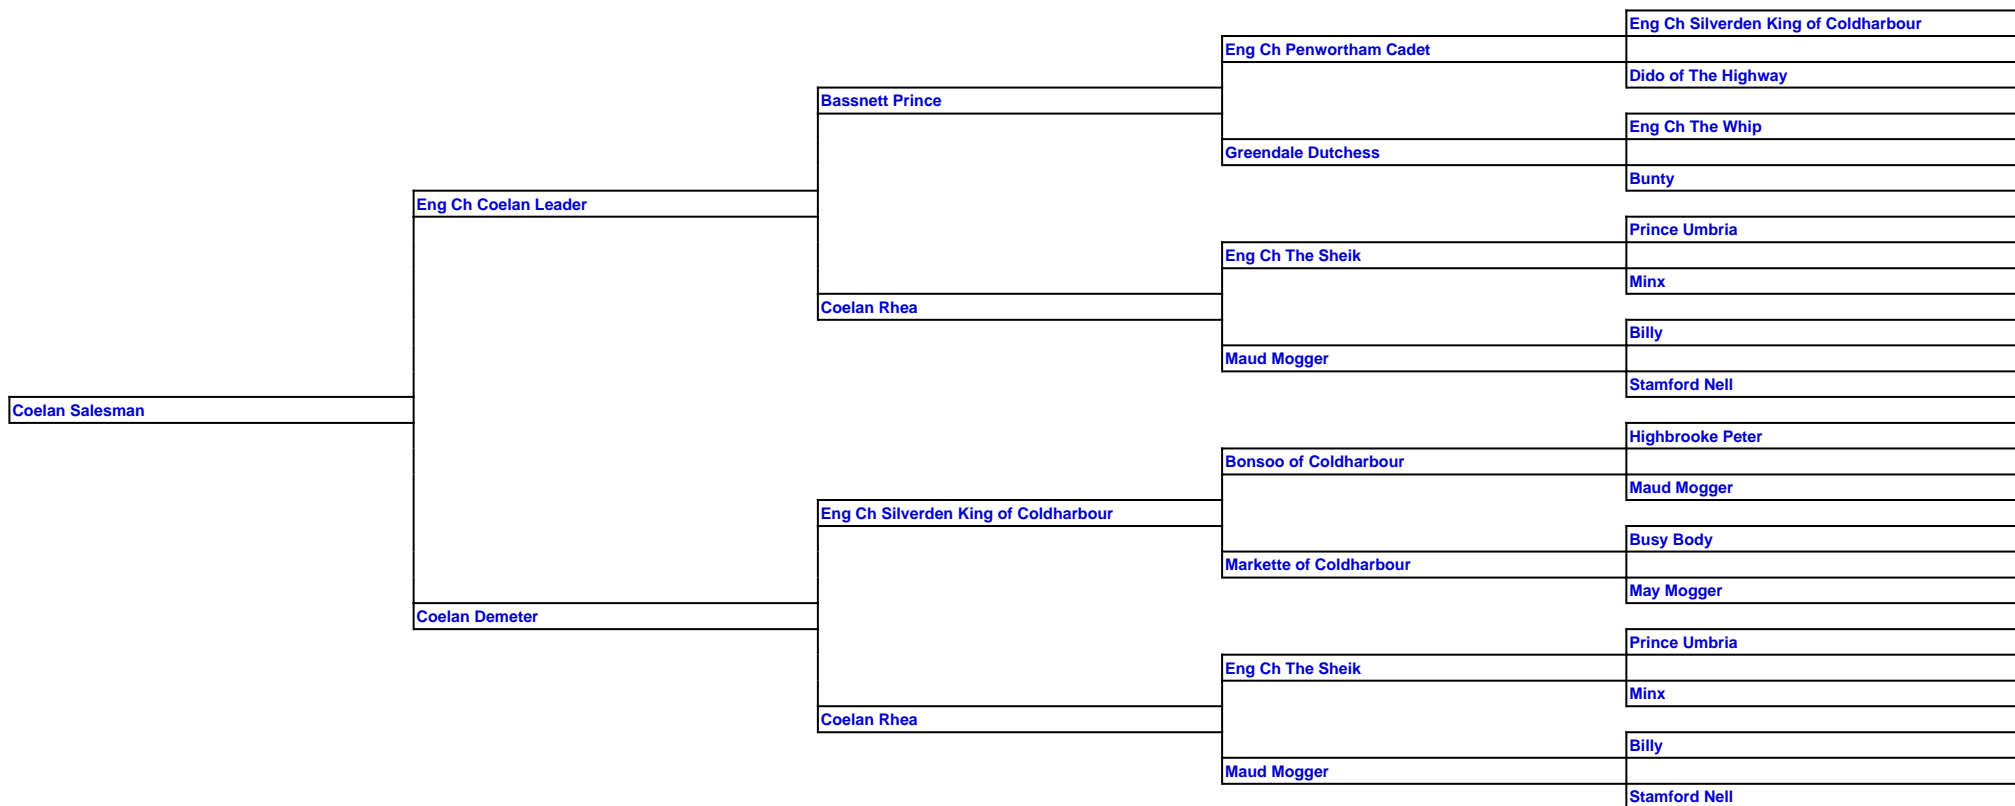 Eng Ch Silverden King of Coldharbour
Eng Ch Penwortham Cadet
Dido of The Highway
Bassnett Prince
Eng Ch The Whip
Greendale Dutchess
Bunty
Eng Ch Coelan Leader
Prince Umbria
Eng Ch The Sheik
Minx
Coelan Rhea
Billy
Maud Mogger
Stamford Nell
Coelan Salesman
Highbrooke Peter
Bonsoo of Coldharbour
Maud Mogger
Eng Ch Silverden King of Coldharbour
Busy Body
Markette of Coldharbour
May Mogger
Coelan Demeter
Prince Umbria
Eng Ch The Sheik
Minx
Coelan Rhea
Billy
Maud Mogger
Stamford Nell